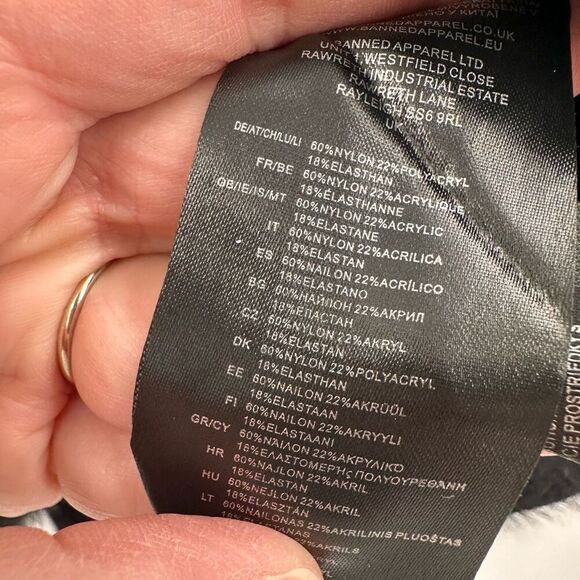 WWW.BANNEDAPPAREL.CO.UK
WWW.BANNEDAPPAREL.EU
BANNED APPAREL LTD
UNIT 1 WESTFIELD CLOSE
RAWRETH INDUSTRIAL ESTATE
RAWRETH LANE
RAYLEIGH SS6 9RL
DE/AT/CH/LU/LI 60%NYLON 22%POLYACRYL
18%ELASTHAN
FR/BE 60%NYLON 22%ACRYLIQUE
18%ÉLASTHANNE
GB/IE/IS/MT 60%NYLON 22%ACRYLIC
18%ELASTANE
IT 60%NYLON 22%ACRILICA
18%ELASTAN
ES 60%NAILON 22%ACRÍLICO
18%ELASTANO
BG 60%НАЙЛОН 22%АКРИЛ
18%ЕЛАСТАН
CZ 60%NYLON 22%AKRYL
18%ELASTAN
DK 60%NYLON 22%POLYACRYL
18%ELASTHAN
EE 60%NAILON 22%AKRÜÜL
18%ELASTAAN
FI 60%NAILON 22%AKRYYLI
18%ELASTAANI
GR/CY 60%ΝΑΪΛΟΝ 22%ΑΚΡΥΛΙΚΌ
18%ΕΛΑΣΤΟΜΕΡΗΣ ΠΟΛΥΟΥΡΕΘΆΝΗ
HR 60%NAJLON 22%AKRIL
18%ELASTAN
HU 60%NEJLON 22%AKRIL
18%ELASZTÁN
LT 60%NAILONAS 22%AKRILINIS PLUOŠTAS
18%ELASTANAS
22%AKRILS